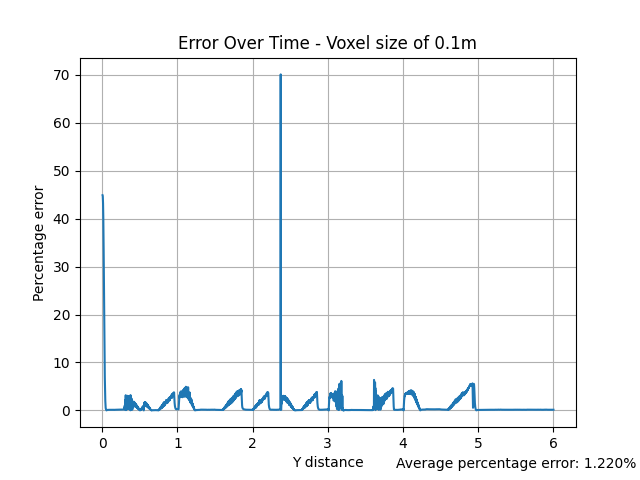 Error Over Time - Voxel size of 0.1m
Percentage error
70
60
50
40
30
20
10
0
0 1 2 3 4 5 6
Y distance
Average percentage error: 1.220%